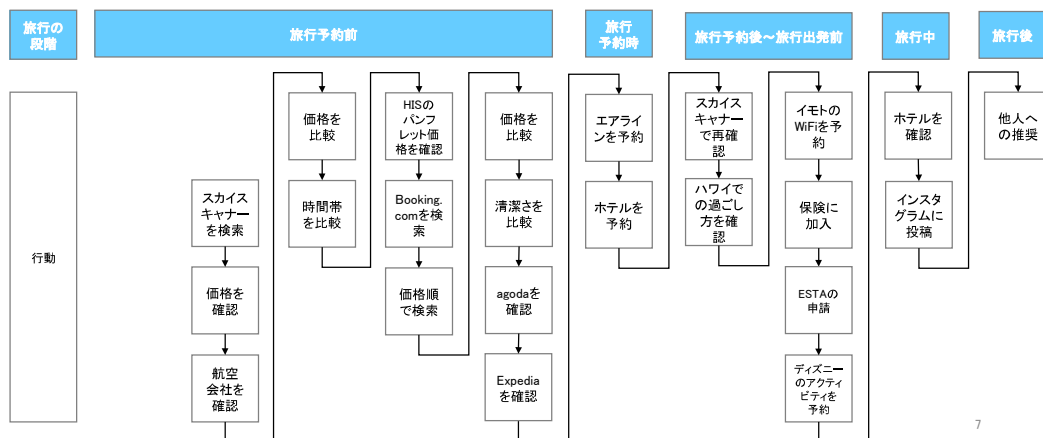 旅行の
段階
旅行予約前
旅行
予約時
旅行予約後～旅行出発前
旅行中
旅行後
行動
スカイス
キャナー
を検索
価格を
確認
航空
会社を
確認
価格を
比較
時間帯
を比較
HISの
パンフ
レット価
格を確認
Booking.
comを検
索
価格順
で検索
価格を
比較
清潔さを
比較
agodaを
確認
Expedia
を確認
エアライ
ンを予約
ホテルを
予約
スカイス
キャナー
で再確
認
ハワイで
の過ごし
方を確
認
イモトの
WiFiを予
約
保険に
加入
ESTAの
申請
ディズニー
のアクティ
ビティを
予約
ホテルを
確認
インスタ
グラムに
投稿
他人へ
の推奨
7